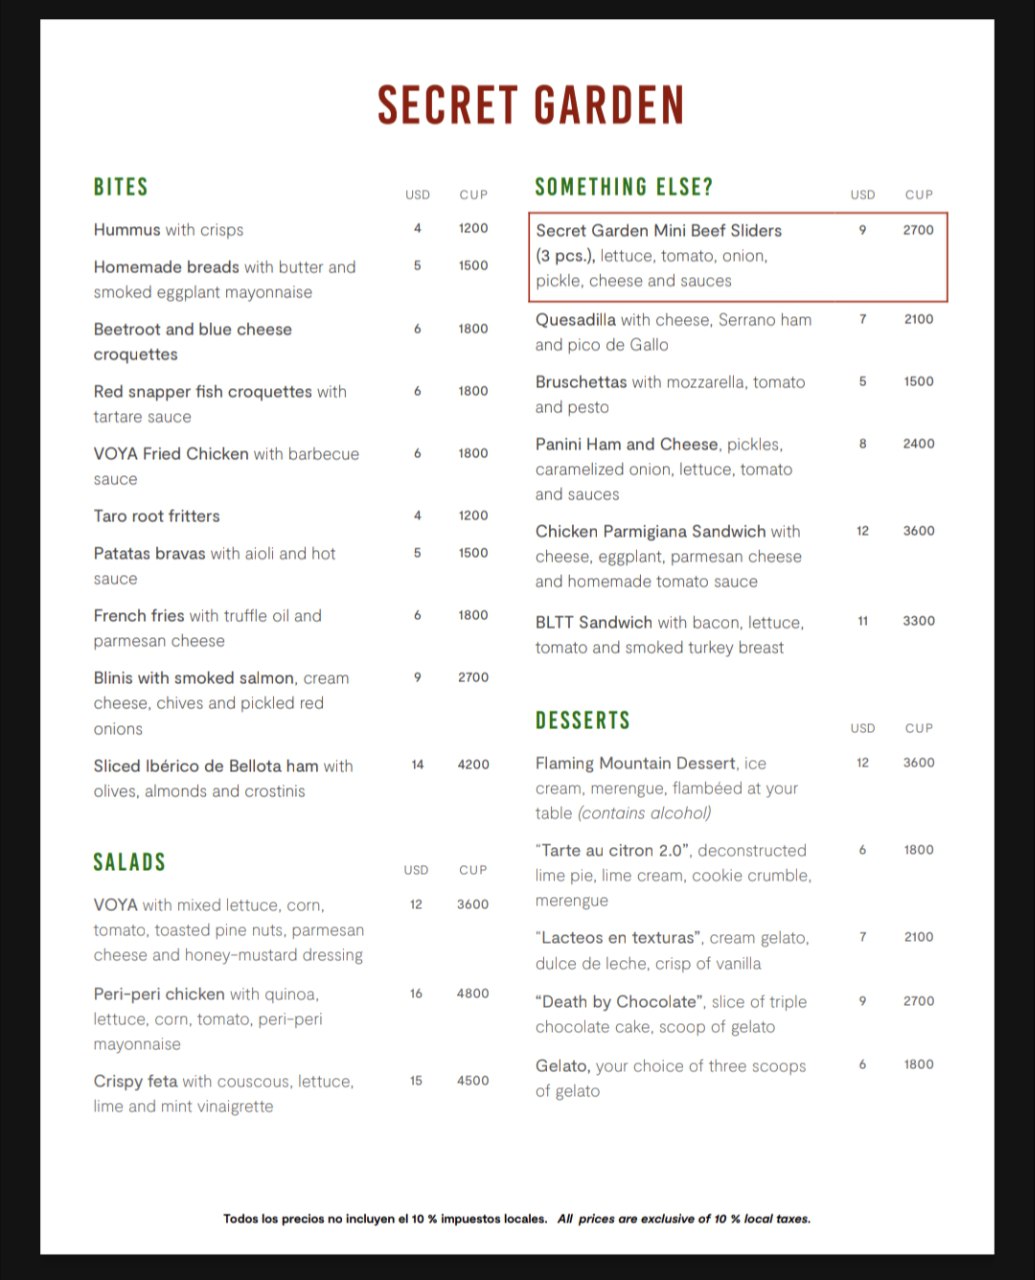 SECRET GARDEN
BITES
USD CUP
Hummus with crisps 4 1200
Homemade breads with butter and 5 1500
smoked eggplant mayonnaise
Beetroot and blue cheese 6 1800
croquettes
Red snapper fish croquettes with 6 1800
tartare sauce
VOYA Fried Chicken with barbecue 6 1800
sauce
Taro root fritters 4 1200
Patatas bravas with aioli and hot 5 1500
sauce
French fries with truffle oil and 6 1800
parmesan cheese
Blinis with smoked salmon, cream 9 2700
cheese, chives and pickled red
onions
Sliced Ibérico de Bellota ham with 14 4200
olives, almonds and crostinis
SALADS
USD CUP
VOYA with mixed lettuce, corn, 12 3600
tomato, toasted pine nuts, parmesan
cheese and honey-mustard dressing
Peri-peri chicken with quinoa, 16 4800
lettuce, corn, tomato, peri-peri
mayonnaise
Crispy feta with couscous, lettuce, 15 4500
lime and mint vinaigrette
SOMETHING ELSE?
USD CUP
Secret Garden Mini Beef Sliders 9 2700
(3 pcs.), lettuce, tomato, onion,
pickle, cheese and sauces
Quesadilla with cheese, Serrano ham 7 2100
and pico de Gallo
Bruschettas with mozzarella, tomato 5 1500
and pesto
Panini Ham and Cheese, pickles, 8 2400
caramelized onion, lettuce, tomato
and sauces
Chicken Parmigiana Sandwich with 12 3600
cheese, eggplant, parmesan cheese
and homemade tomato sauce
BLTT Sandwich with bacon, lettuce, 11 3300
tomato and smoked turkey breast
DESSERTS
USD CUP
Flaming Mountain Dessert, ice 12 3600
cream, merengue, flambéed at your
table (contains alcohol)
“Tarte au citron 2.0”, deconstructed 6 1800
lime pie, lime cream, cookie crumble,
merengue
“Lacteos en texturas”, cream gelato, 7 2100
dulce de leche, crisp of vanilla
“Death by Chocolate”, slice of triple 9 2700
chocolate cake, scoop of gelato
Gelato, your choice of three scoops 6 1800
of gelato
Todos los precios no incluyen el 10 % impuestos locales. All prices are exclusive of 10 % local taxes.